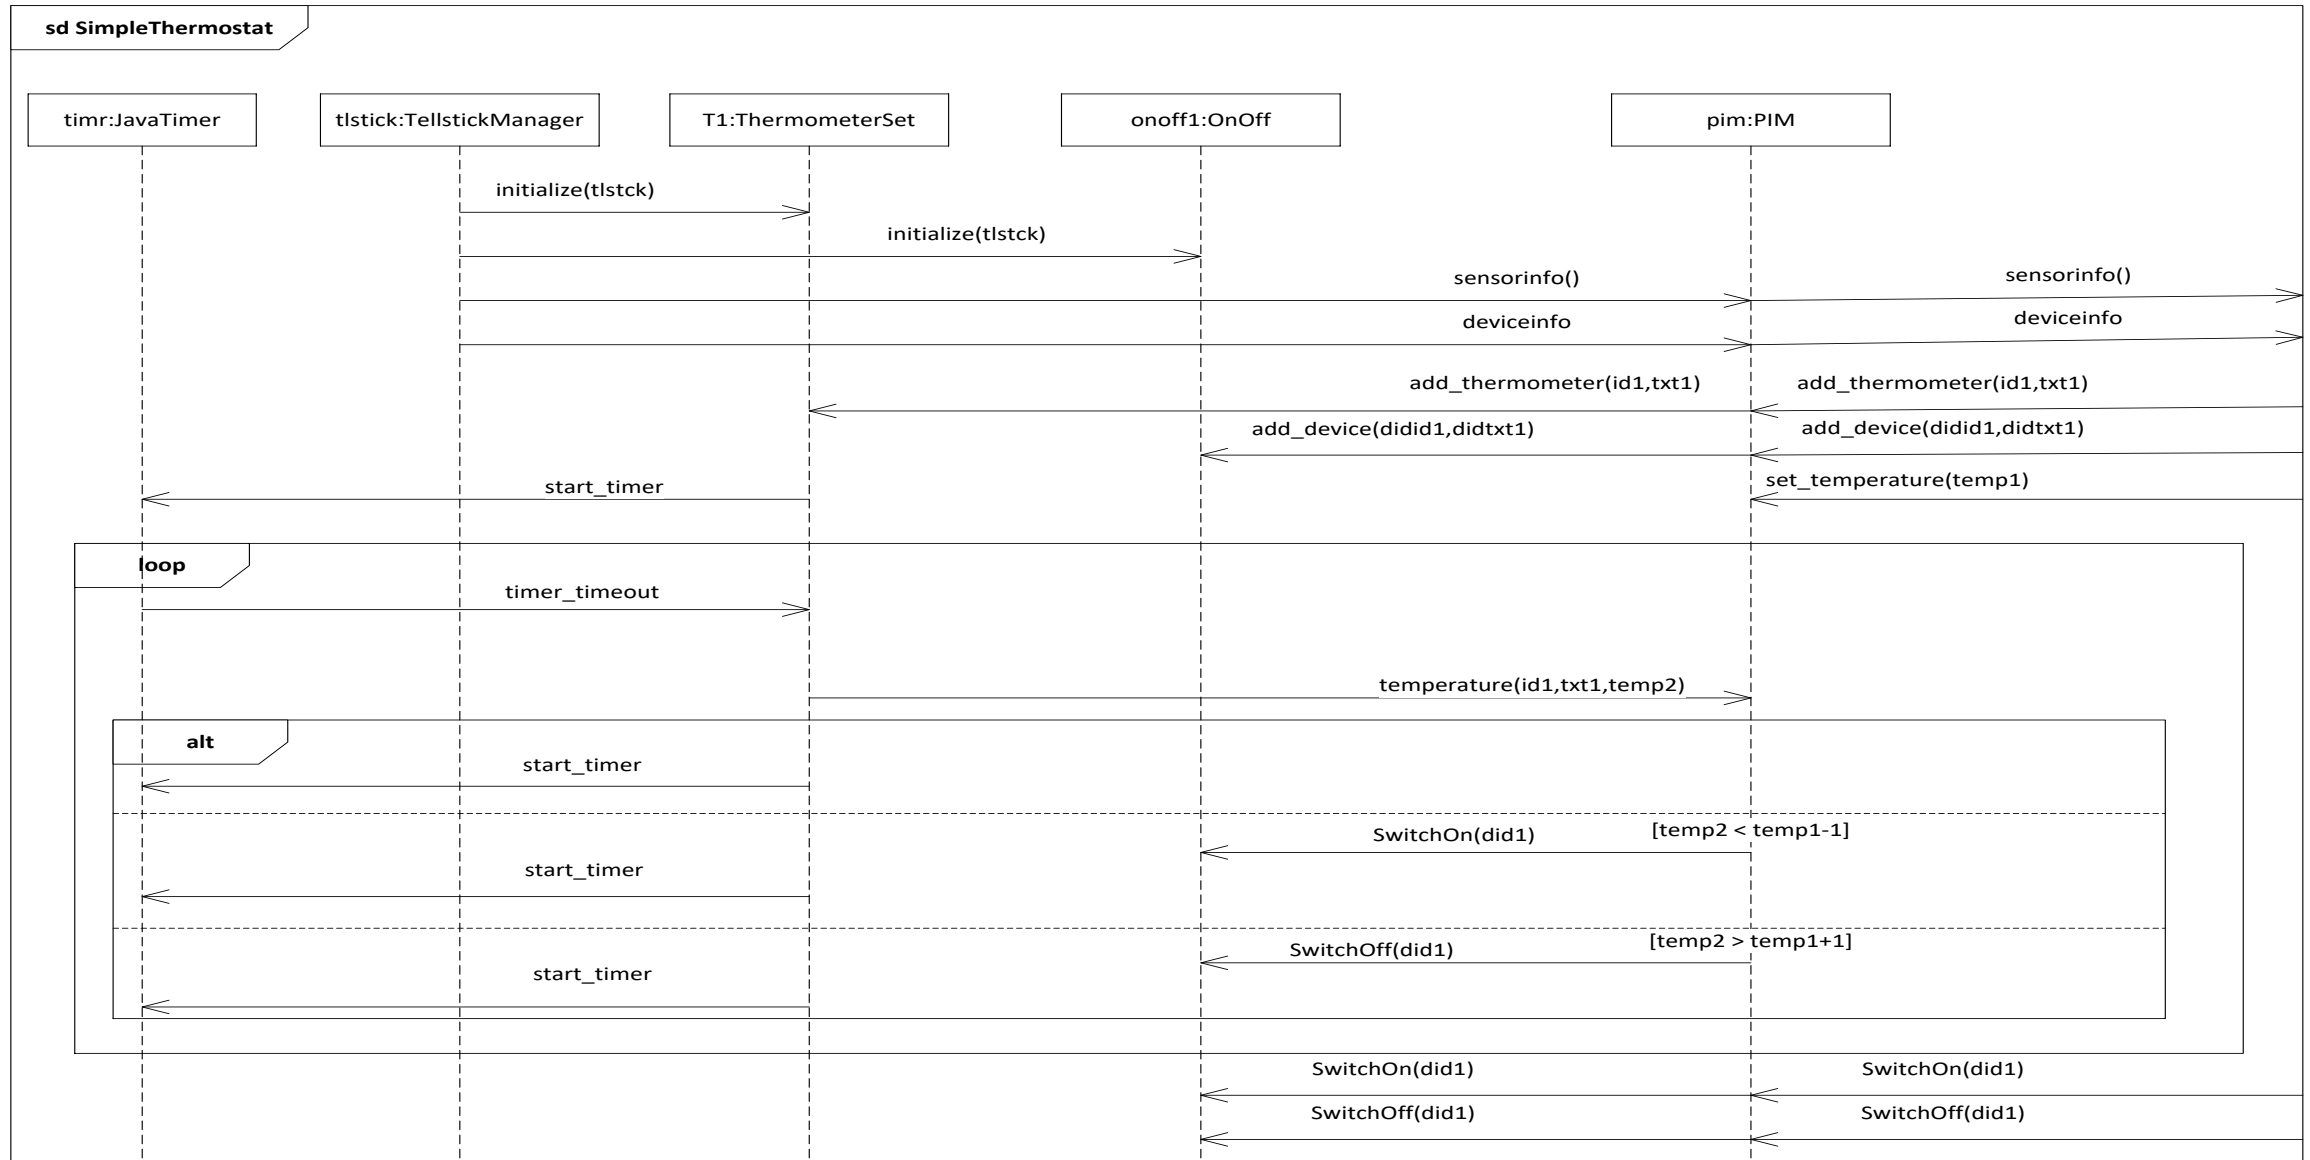 sd SimpleThermostat
timr:JavaTimer
tlstick:TellstickManager
T1:ThermometerSet
onoff1:OnOff
pim:PIM
initialize(tlstck)
initialize(tlstck)
sensorinfo()
sensorinfo()
deviceinfo
deviceinfo
add_thermometer(id1,txt1)
add_thermometer(id1,txt1)
add_device(didid1,didtxt1)
add_device(didid1,didtxt1)
start_timer
set_temperature(temp1)
loop
timer_timeout
temperature(id1,txt1,temp2)
alt
start_timer
SwitchOn(did1)
[temp2 < temp1-1]
start_timer
SwitchOff(did1)
[temp2 > temp1+1]
start_timer
SwitchOn(did1)
SwitchOn(did1)
SwitchOff(did1)
SwitchOff(did1)